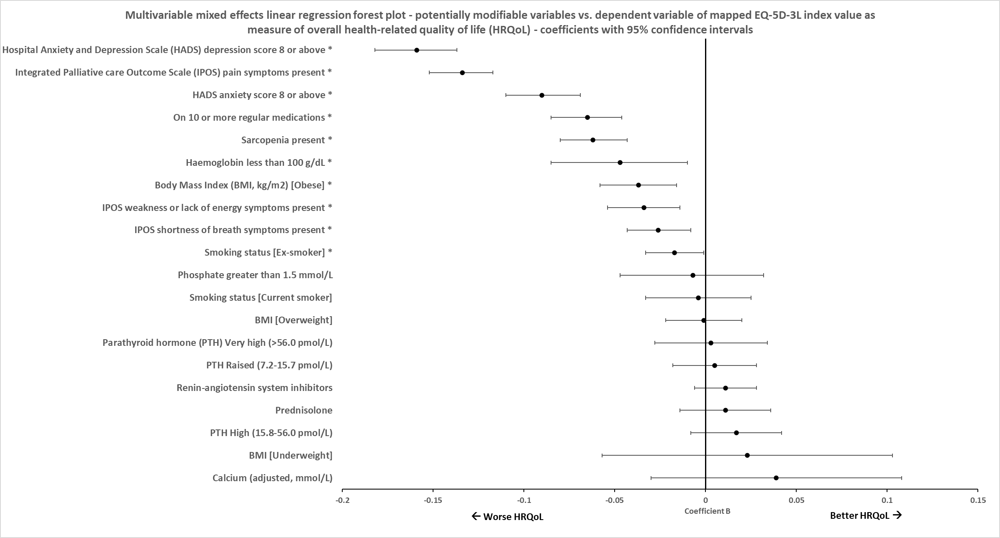 Multivariable mixed effects linear regression forest plot - potentially modifiable variables vs. dependent variable of mapped EQ-5D-3L index value as
measure of overall health-related quality of life (HRQoL) - coefficients with 95% confidence intervals
Hospital Anxiety and Depression Scale (HADS) depression score 8 or above *
Integrated Palliative care Outcome Scale (IPOS) pain symptoms present *
HADS anxiety score 8 or above *
On 10 or more regular medications *
Sarcopenia present *
Haemoglobin less than 100 g/dL *
Body Mass Index (BMI, kg/m2) [Obese] *
IPOS weakness or lack of energy symptoms present *
IPOS shortness of breath symptoms present *
Smoking status [Ex-smoker] *
Phosphate greater than 1.5 mmol/L
Smoking status [Current smoker]
BMI [Overweight]
Parathyroid hormone (PTH) Very high (>56.0 pmol/L)
PTH Raised (7.2-15.7 pmol/L)
Renin-angiotensin system inhibitors
Prednisolone
PTH High (15.8-56.0 pmol/L)
BMI [Underweight]
Calcium (adjusted, mmol/L)
-0.2 -0.15 -0.1 -0.05 0 0.05 0.1 0.15
Coefficient B
← Worse HRQoL
Better HRQoL →